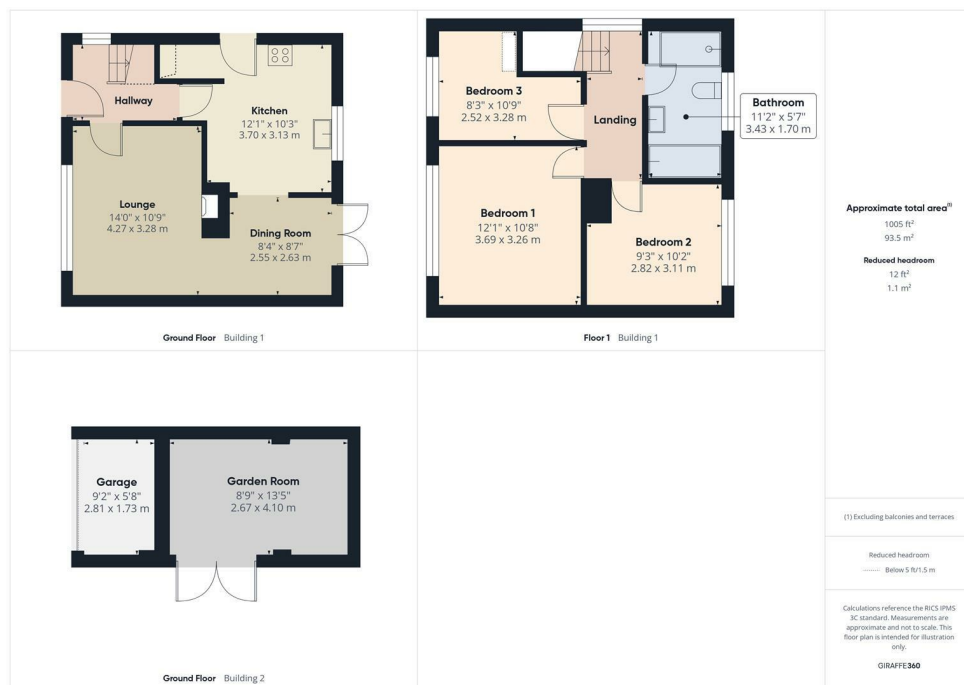 Hallway
Kitchen
12'1" x 10'3"
3.70 x 3.13 m
Lounge
14'0" x 10'9"
4.27 x 3.28 m
Dining Room
8'4" x 8'7"
2.55 x 2.63 m
Ground Floor Building 1
Bedroom 3
8'3" x 10'9"
2.52 x 3.28 m
Landing
Bathroom
11'2" x 5'7"
3.43 x 1.70 m
Bedroom 1
12'1" x 10'8"
3.69 x 3.26 m
Bedroom 2
9'3" x 10'2"
2.82 x 3.11 m
Floor 1 Building 1
Garage
9'2" x 5'8"
2.81 x 1.73 m
Garden Room
8'9" x 13'5"
2.67 x 4.10 m
Ground Floor Building 2
Approximate total area(1)
1005 ft²
93.5 m²
Reduced headroom
12 ft²
1.1 m²
(1) Excluding balconies and terraces
Reduced headroom
Below 5 ft/1.5 m
Calculations reference the RICS IPMS
3C standard. Measurements are
approximate and not to scale. This
floor plan is intended for illustration
only.
GIRAFFE360